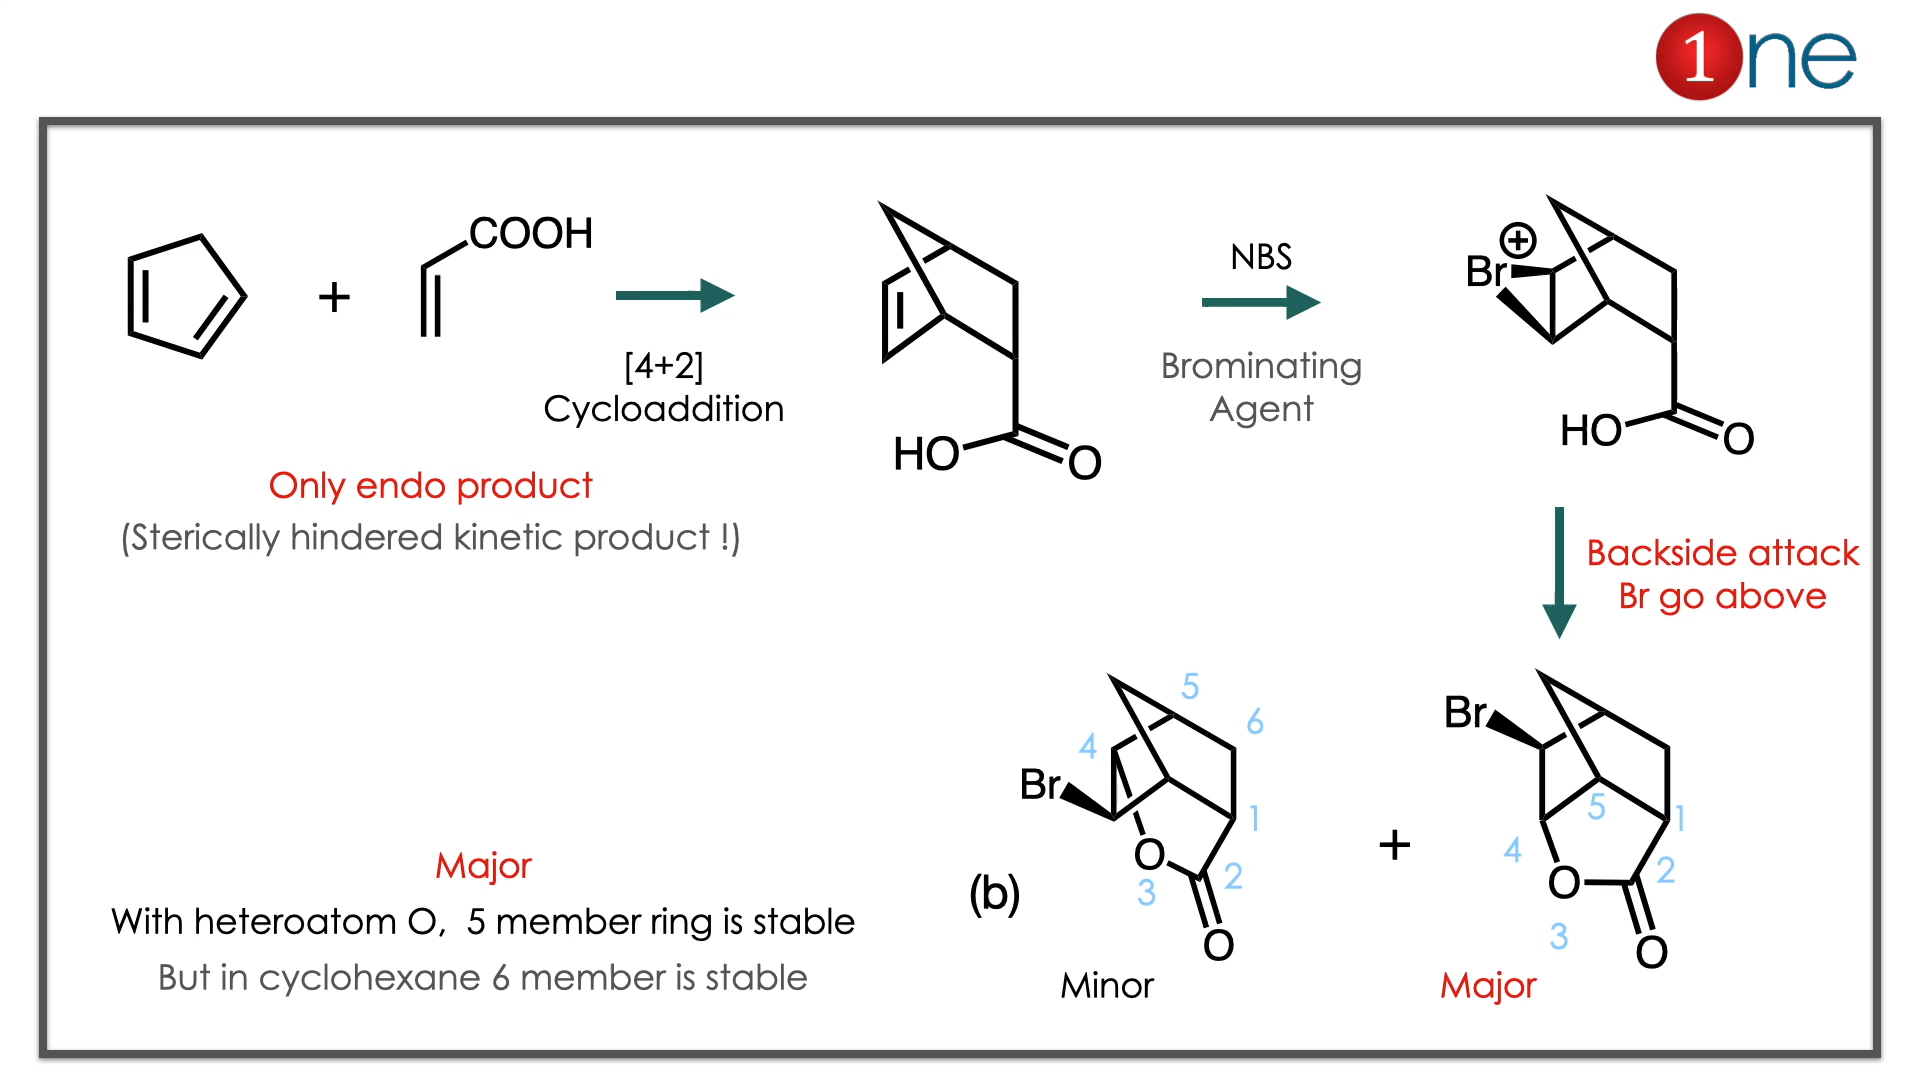 1ne
COOH
+
[4+2]
Cycloaddition
HO
O
NBS
Brominating
Agent
Br
+
HO
O
Only endo product
(Sterically hindered kinetic product !)
Backside attack
Br go above
5
6
4
Br
1
O
2
3
(b)
O
Minor
+
Br
5
1
4
2
O
3
O
Major
Major
With heteroatom O, 5 member ring is stable
But in cyclohexane 6 member is stable